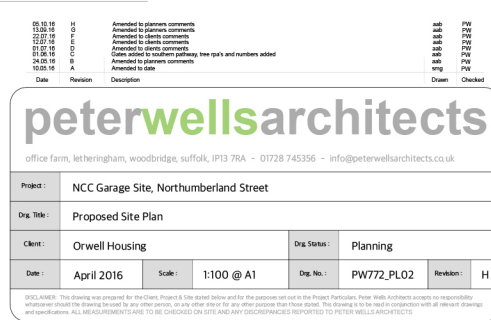 05.10.16 H Amended to planners comments aab PW
13.09.16 G Amended to planners comments aab PW
22.07.16 F Amended to clients comments aab PW
12.07.16 E Amended to clients comments aab PW
01.07.16 D Amended to clients comments aab PW
01.06.16 C Gates added to southern pathway, tree rpa's and numbers added aab PW
24.05.16 B Amended to planners comments aab PW
10.05.16 A Amended to date smg PW
Date Revision Description Drawn Checked
peterwellsarchitects
office farm, letheringham, woodbridge, suffolk, IP13 7RA - 01728 745356 - info@peterwellsarchitects.co.uk
Project : NCC Garage Site, Northumberland Street
Drg. Title : Proposed Site Plan
Client : Orwell Housing Drg. Status : Planning
Date : April 2016 Scale : 1:100 @ A1 Drg. No. : PW772_PL02 Revision : H
DISCLAIMER: This drawing was prepared for the Client, Project & Site stated below and for the purposes set out in the Project Particulars. Peter Wells Architects accepts no responsibility
whatsoever should the drawing be used by any other person, on any other site or for any other purpose than those stated. This drawing is to be read in conjunction with all relevant drawings
and specifications. ALL MEASUREMENTS ARE TO BE CHECKED ON SITE AND ANY DISCREPANCIES REPORTED TO PETER WELLS ARCHITECTS